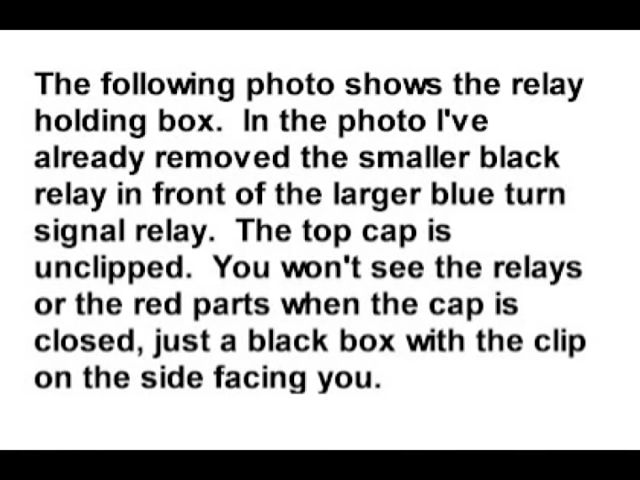 The following photo shows the relay
holding box.  In the photo I've
already removed the smaller black
relay in front of the larger blue turn
signal relay.  The top cap is
unclipped.  You won't see the relays
or the red parts when the cap is
closed, just a black box with the clip
on the side facing you.